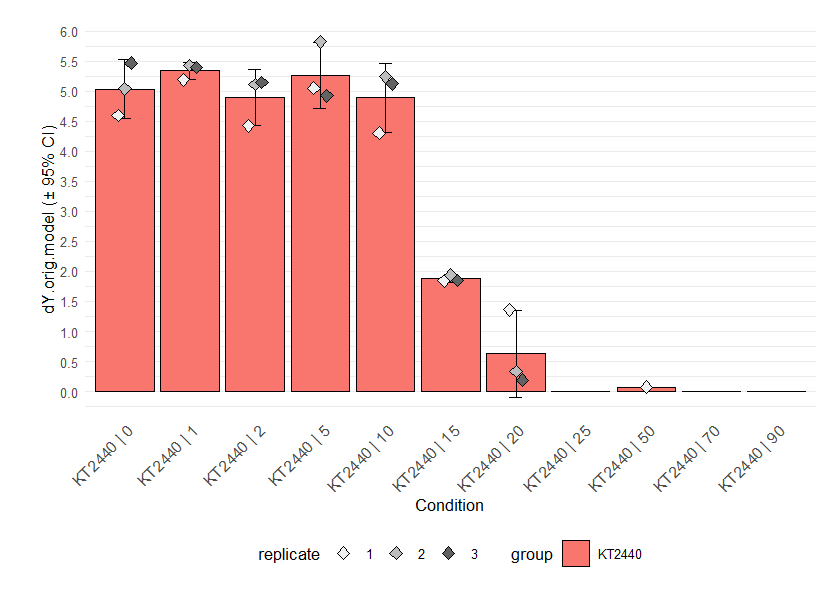 dY.orig.model (± 95% CI)
6.0
5.5
5.0
4.5
4.0
3.5
3.0
2.5
2.0
1.5
1.0
0.5
0.0
KT2440 | 0
KT2440 | 1
KT2440 | 2
KT2440 | 5
KT2440 | 10
KT2440 | 15
KT2440 | 20
KT2440 | 25
KT2440 | 50
KT2440 | 70
KT2440 | 90
Condition
replicate 1 2 3 group KT2440